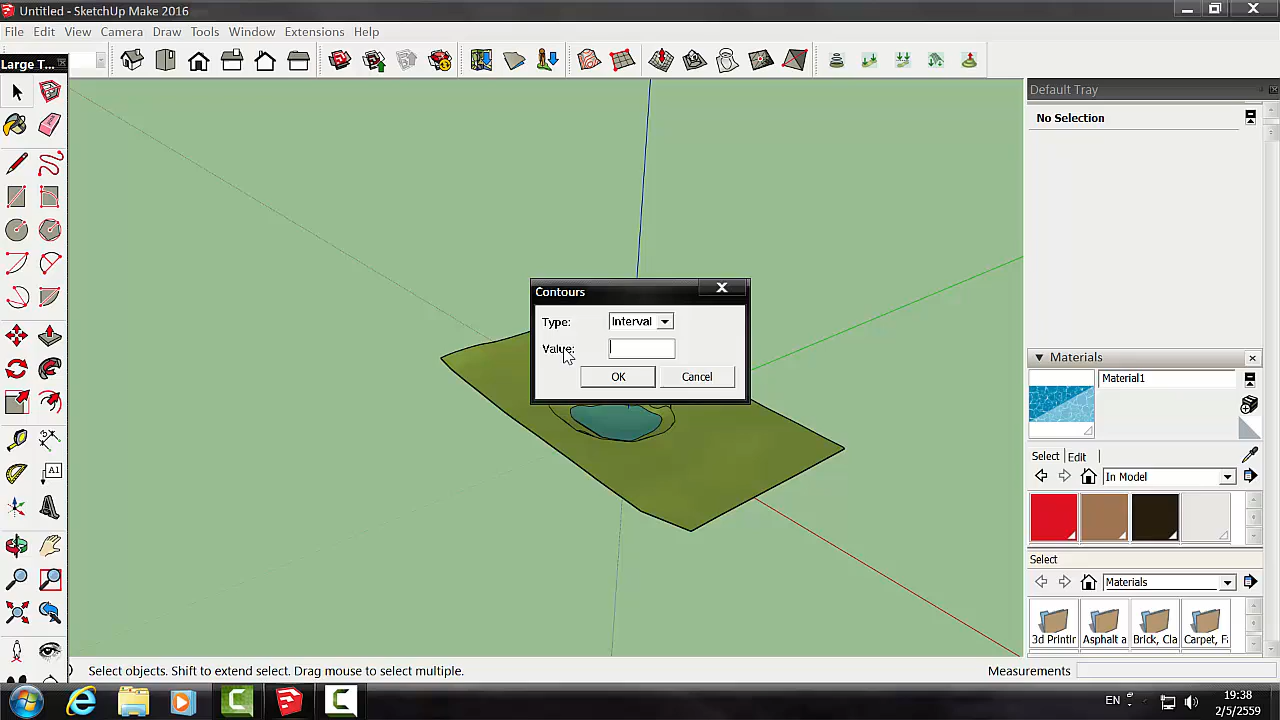 Untitled - SketchUp Make 2016
File Edit View Camera Draw Tools Window Extensions Help
Large T...
Default Tray
No Selection
A1
Contours
Type: Interval
Value:
OK Cancel
Materials
Material1
Select Edit
In Model
Select
Materials
3d Printir Asphalt a Brick, Cla Carpet, Fa
Select objects. Shift to extend select. Drag mouse to select multiple.
Measurements
EN
19:38
2/5/2559